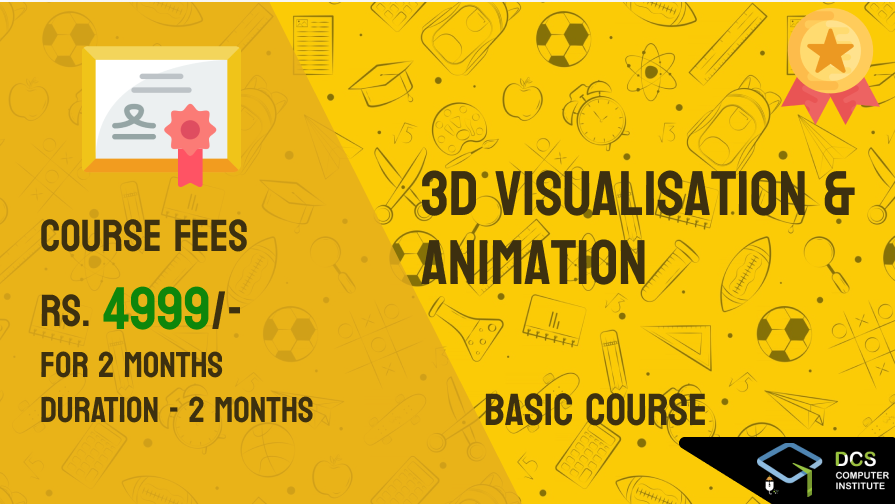 COURSE FEES
RS. 4999/-
FOR 2 MONTHS
DURATION - 2 MONTHS
3D VISUALISATION &
ANIMATION
BASIC COURSE
DCS
COMPUTER
INSTITUTE